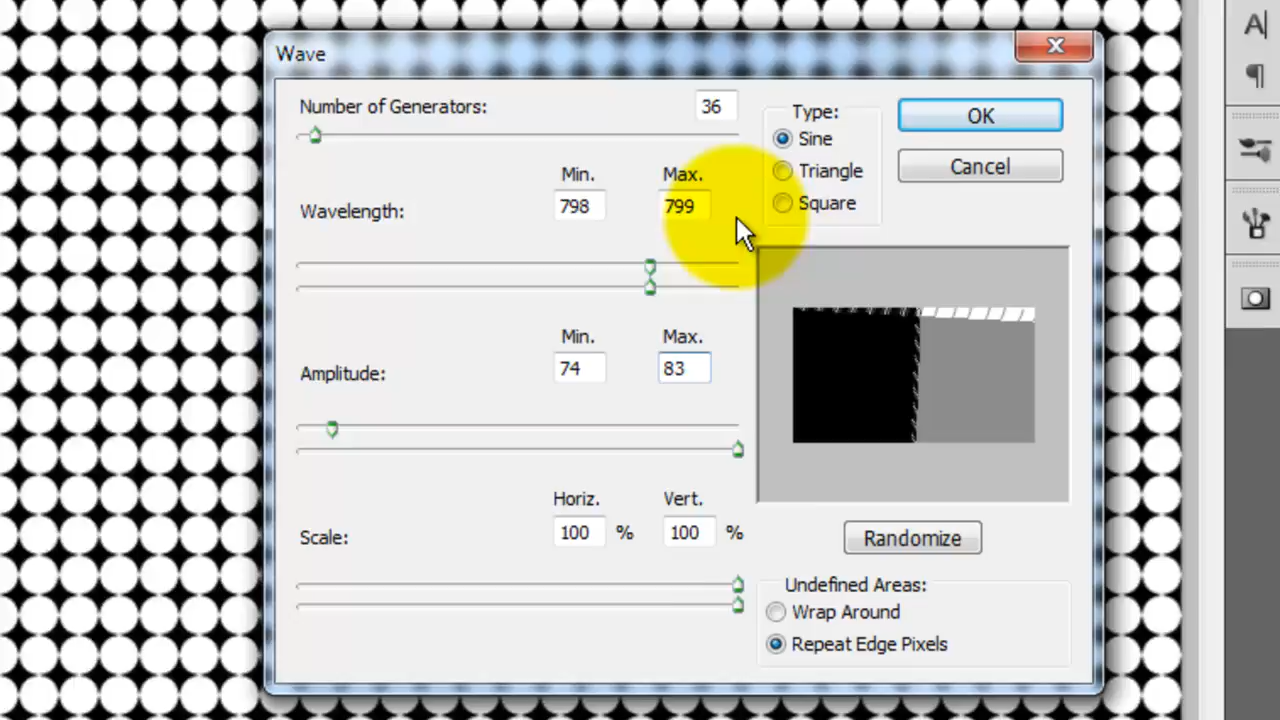 Wave
Number of Generators: 36
Type:
Sine
Triangle
Square
OK
Cancel
Min. Max.
Wavelength: 798 799
Min. Max.
Amplitude: 74 83
Horiz. Vert.
Scale: 100 % 100 %
Randomize
Undefined Areas:
Wrap Around
Repeat Edge Pixels
A
¶